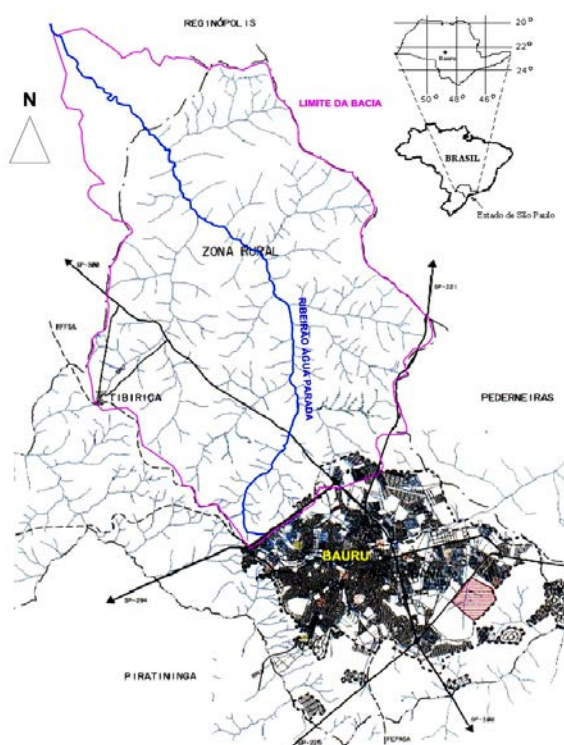 REGINÓPOLIS
20°
22°
24°
Bauru
50° 48° 46°
LIMITE DA BACIA
N
BRASIL
Estado de São Paulo
ZONA RURAL
SP-300
SP-321
RFFSA
RIBEIRÃO ÁGUA PARADA
TIBIRIÇA
PEDERNEIRAS
BAURU
SP-294
PIRATININGA
SP-300
SP-225
FEPASA